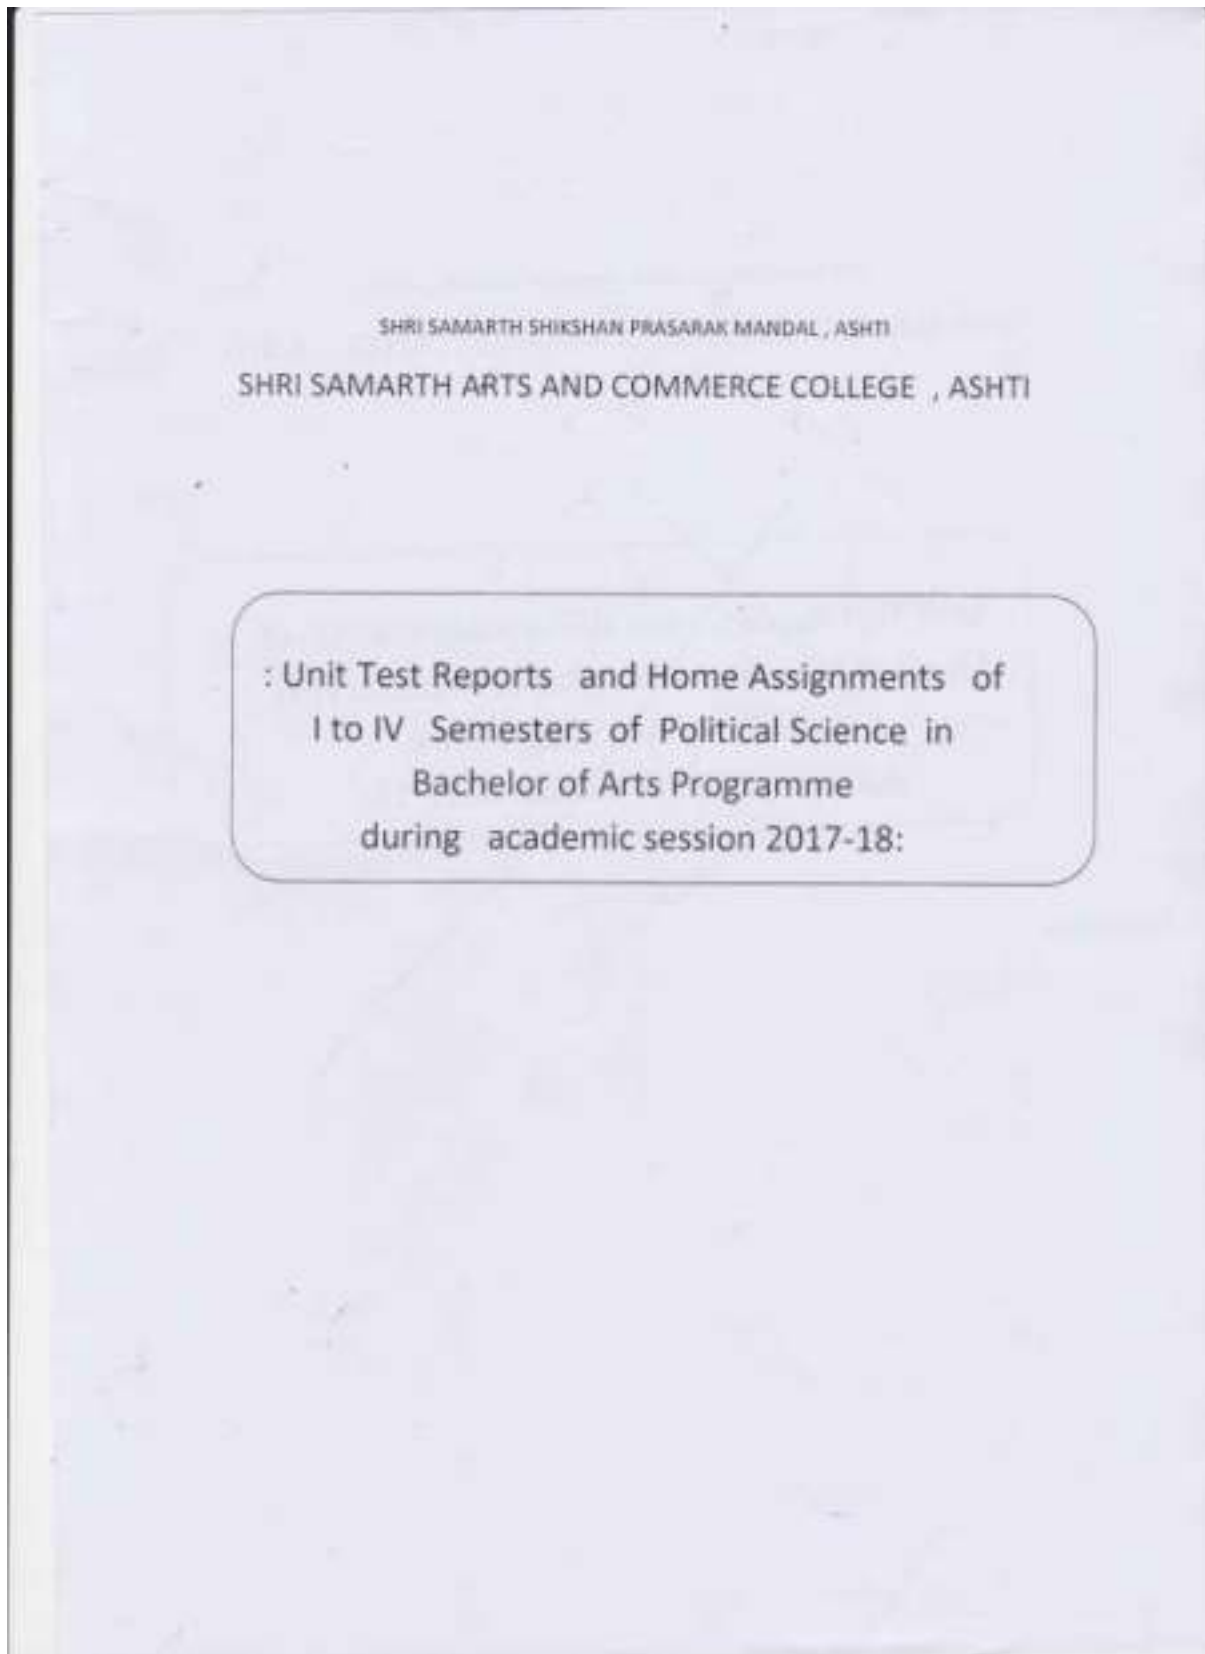 SHRI SAMARTH SHIKSHAN PRASARAK MANDAL , ASHTI
SHRI SAMARTH ARTS AND COMMERCE COLLEGE , ASHTI
: Unit Test Reports and Home Assignments of
I to IV Semesters of Political Science in
Bachelor of Arts Programme
during academic session 2017-18: